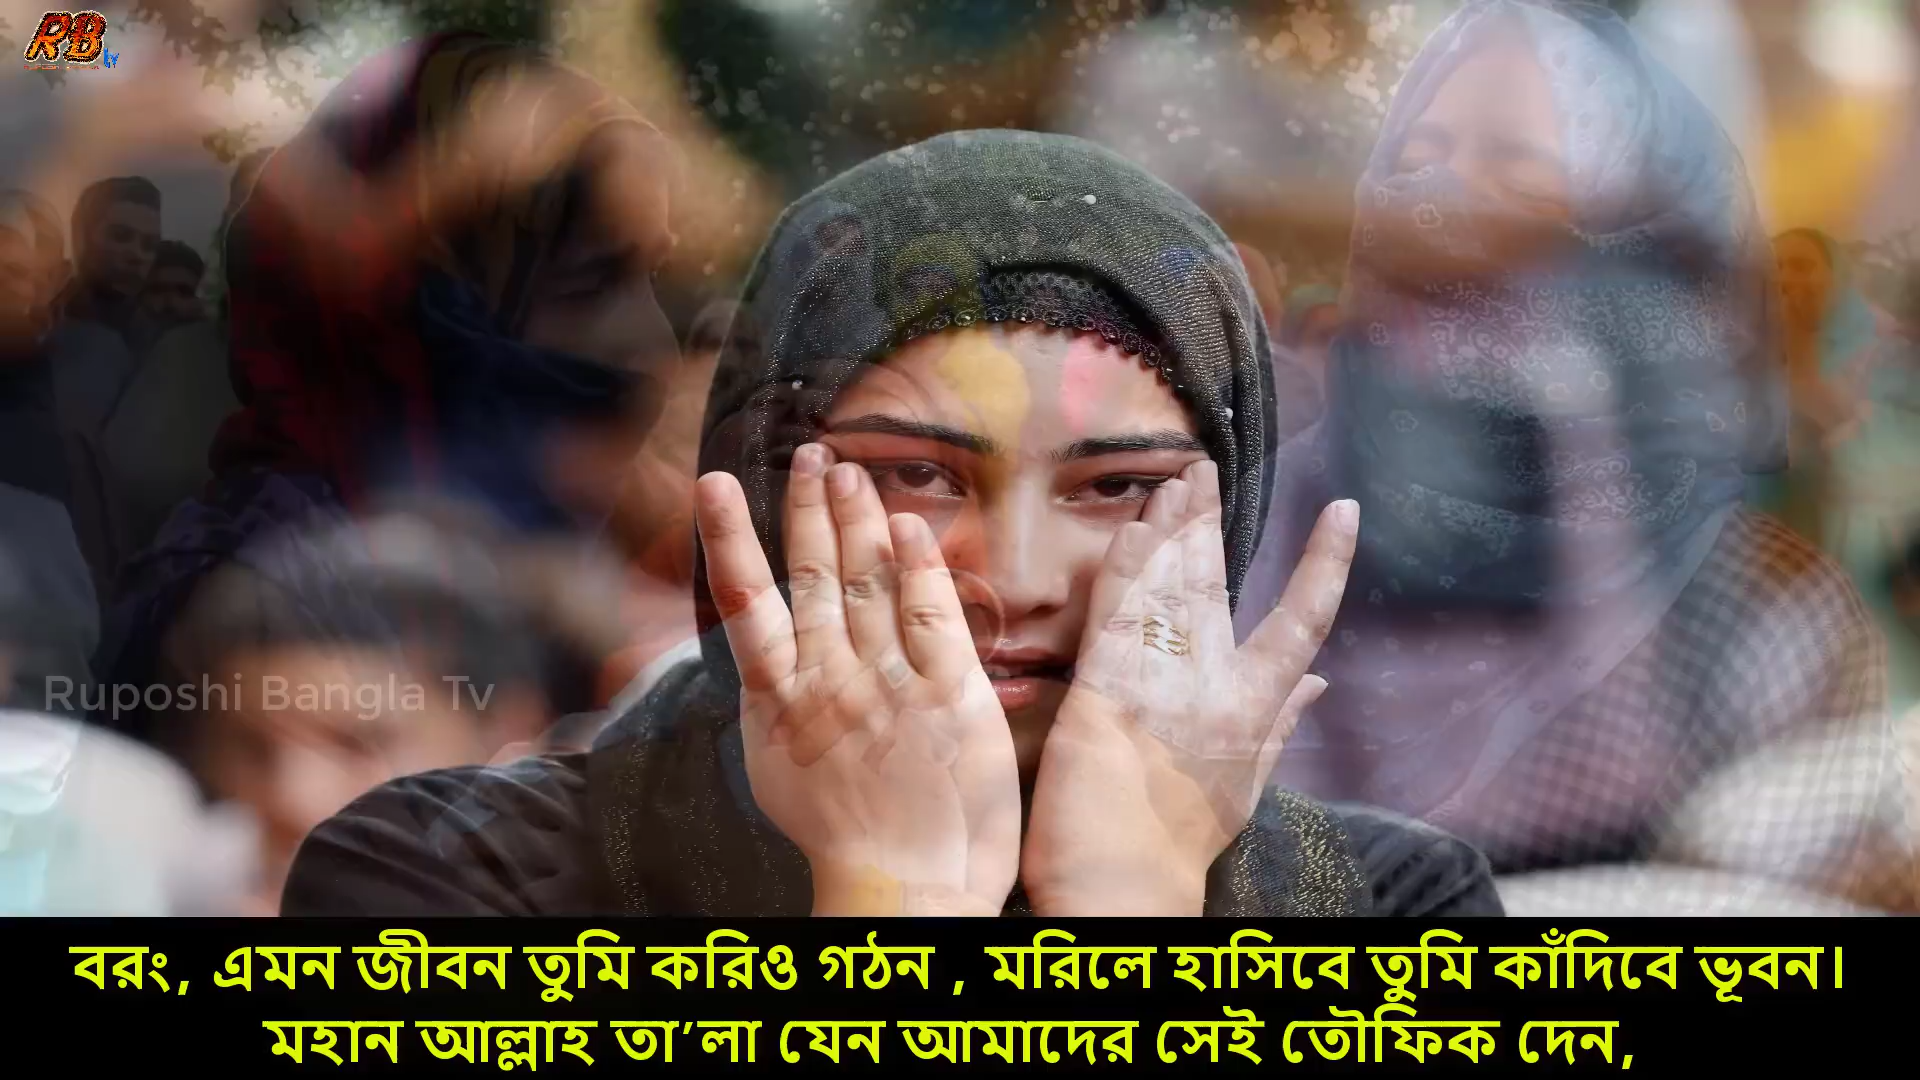 RB tv
Ruposhi Bangla Tv
বরং, এমন জীবন তুমি করিও গঠন , মরিলে হাসিবে তুমি কাঁদিবে ভূবন।
মহান আল্লাহ তা’লা যেন আমাদের সেই তৌফিক দেন,